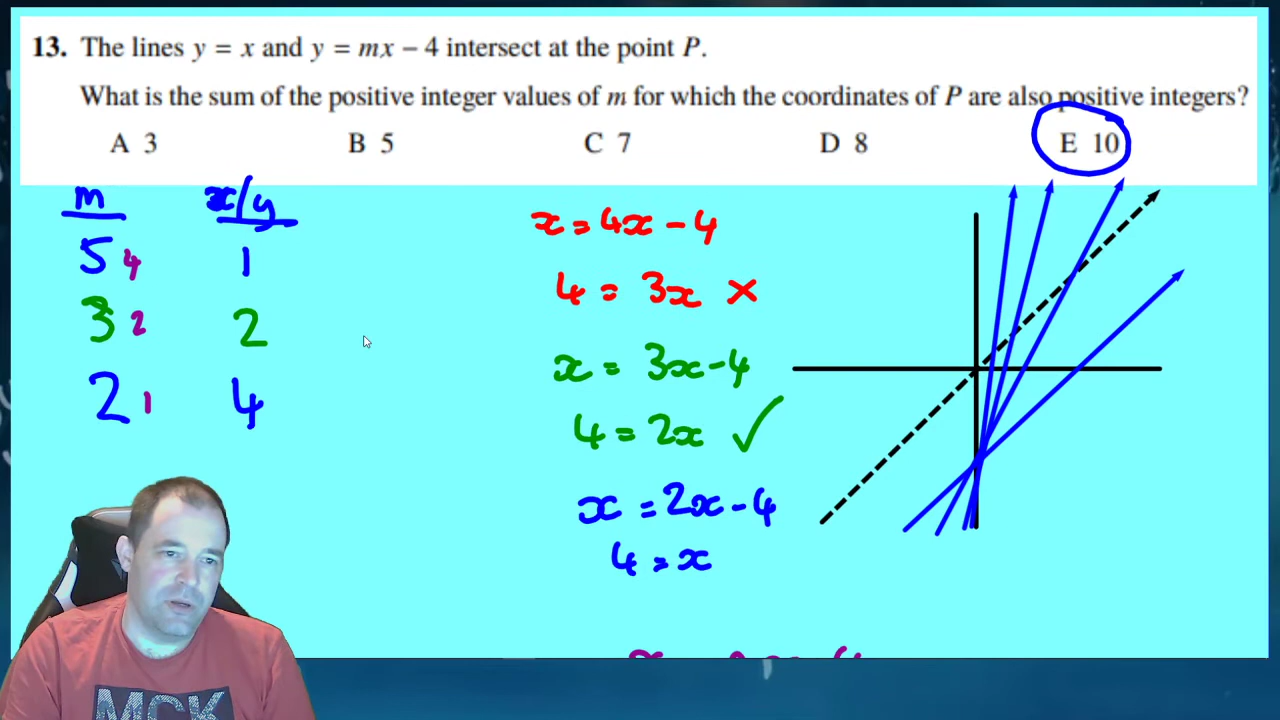 13. The lines y = x and y = mx − 4 intersect at the point P.
What is the sum of the positive integer values of m for which the coordinates of P are also positive integers?
A 3 B 5 C 7 D 8 E 10
m x/y
5 4 1
3 2 2
2 1 4
x = 4x - 4
4 = 3x ×
x = 3x - 4
4 = 2x ✓
x = 2x - 4
4 = x
MCK